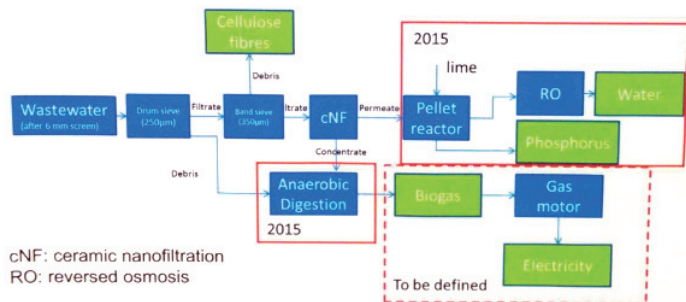 Cellulose
fibres
Debris
2015
lime
Wastewater
(after 6 mm screen)
Drum sieve
(250µm)
Filtrate
Band sieve
(350µm)
ltrate
cNF
Permeate
Pellet
reactor
RO
Water
Phosphorus
Concentrate
Debris
Anaerobic
Digestion
2015
Biogas
Gas
motor
Electricity
To be defined
cNF: ceramic nanofiltration
RO: reversed osmosis